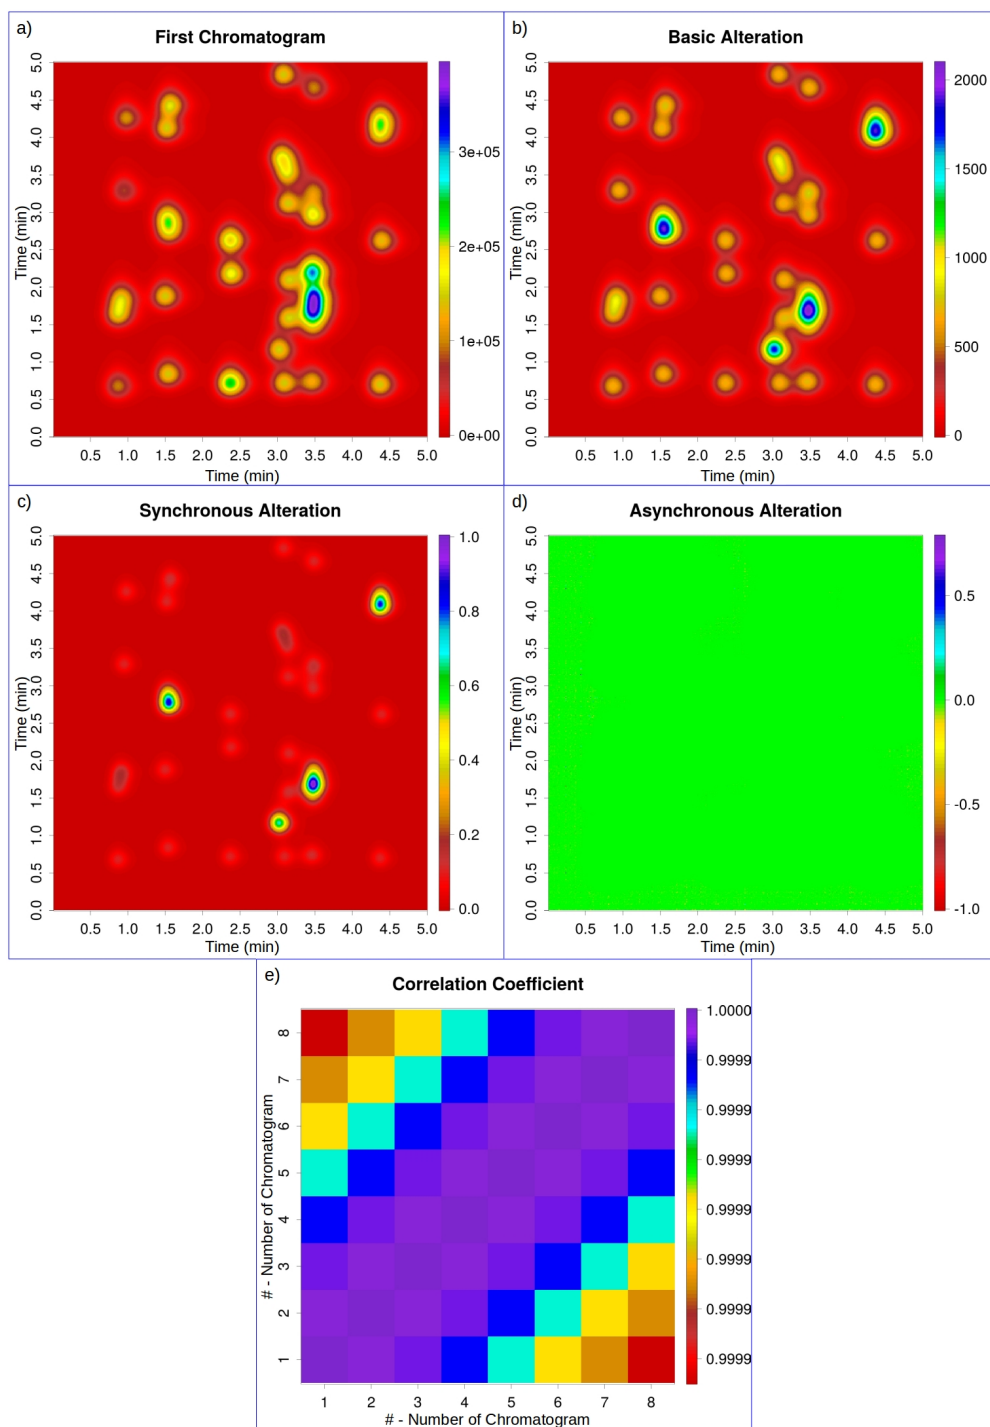 a)
First Chromatogram
Time (min)
0.0 0.5 1.0 1.5 2.0 2.5 3.0 3.5 4.0 4.5 5.0
0.5 1.0 1.5 2.0 2.5 3.0 3.5 4.0 4.5 5.0
Time (min)
3e+05
2e+05
1e+05
0e+00
b)
Basic Alteration
Time (min)
0.0 0.5 1.0 1.5 2.0 2.5 3.0 3.5 4.0 4.5 5.0
0.5 1.0 1.5 2.0 2.5 3.0 3.5 4.0 4.5 5.0
Time (min)
2000
1500
1000
500
0
c)
Synchronous Alteration
Time (min)
0.0 0.5 1.0 1.5 2.0 2.5 3.0 3.5 4.0 4.5 5.0
0.5 1.0 1.5 2.0 2.5 3.0 3.5 4.0 4.5 5.0
Time (min)
1.0
0.8
0.6
0.4
0.2
0.0
d)
Asynchronous Alteration
Time (min)
0.0 0.5 1.0 1.5 2.0 2.5 3.0 3.5 4.0 4.5 5.0
0.5 1.0 1.5 2.0 2.5 3.0 3.5 4.0 4.5 5.0
Time (min)
0.5
0.0
-0.5
-1.0
e)
Correlation Coefficient
# - Number of Chromatogram
1 2 3 4 5 6 7 8
1 2 3 4 5 6 7 8
# - Number of Chromatogram
1.0000
0.9999
0.9999
0.9999
0.9999
0.9999
0.9999
0.9999